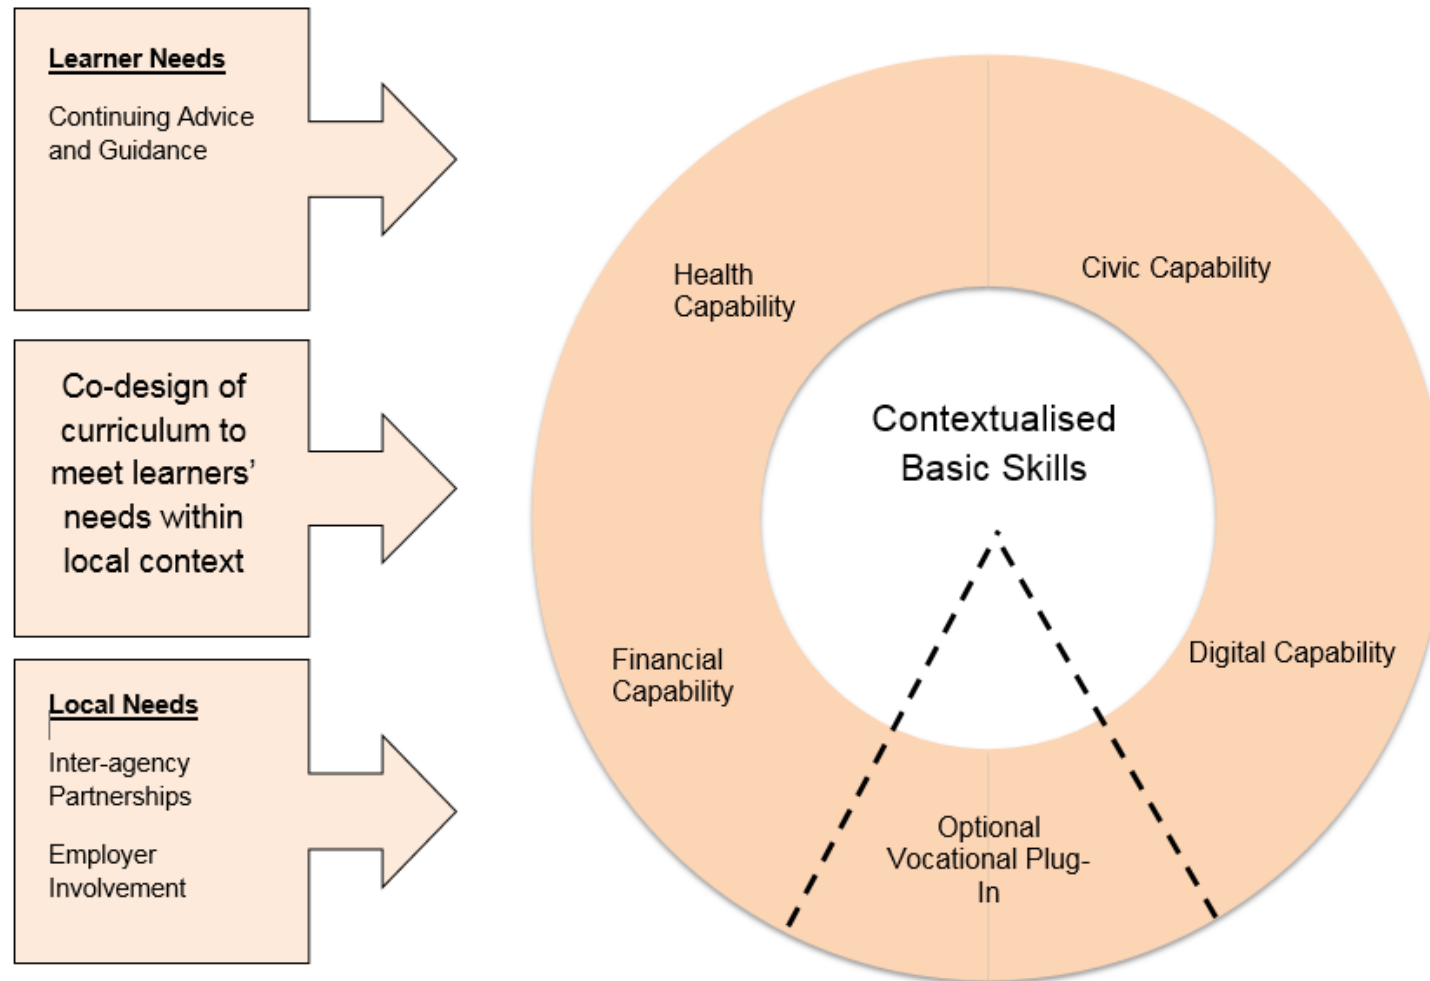 Learner Needs
Continuing Advice
and Guidance
Co-design of
curriculum to
meet learners’
needs within
local context
Local Needs
Inter-agency
Partnerships
Employer
Involvement
Health
Capability
Civic Capability
Contextualised
Basic Skills
Financial
Capability
Digital Capability
Optional
Vocational Plug-
In